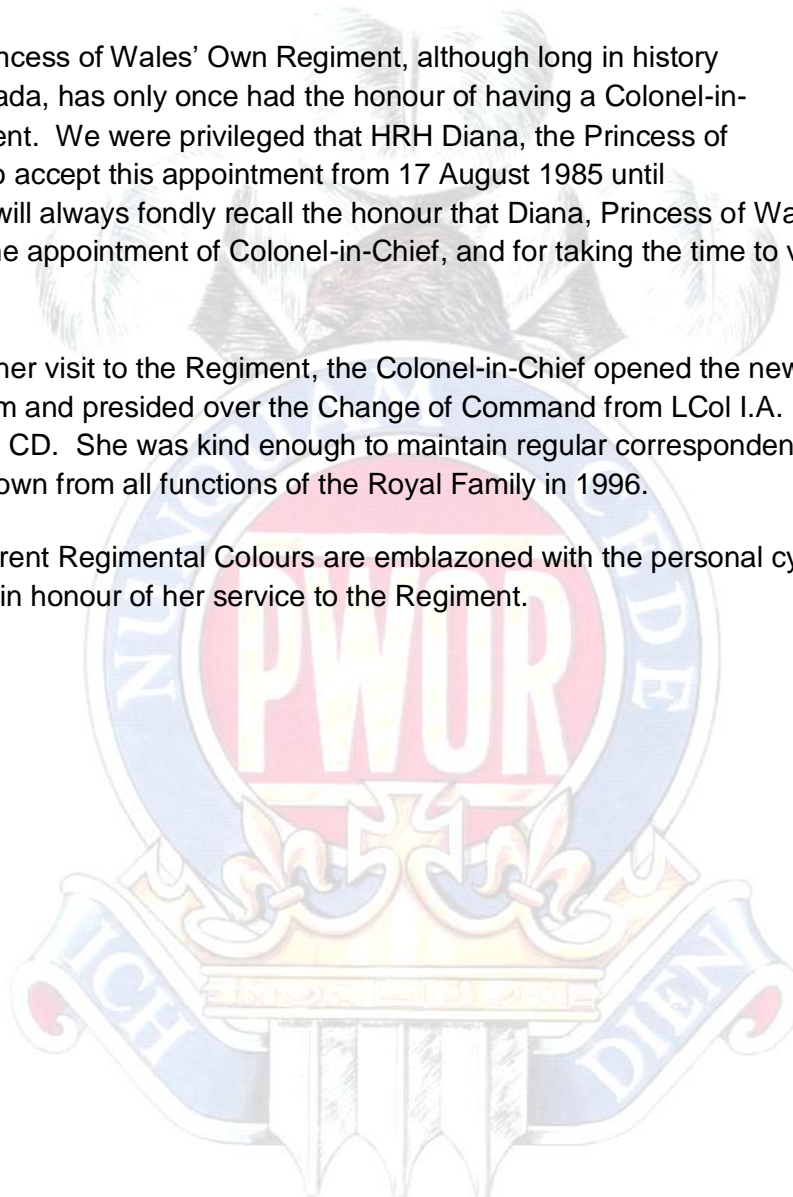 ncess of Wales' Own Regiment, although long in history
ada, has only once had the honour of having a Colonel-in-
ent. We were privileged that HRH Diana, the Princess of
o accept this appointment from 17 August 1985 until
will always fondly recall the honour that Diana, Princess of Wa
he appointment of Colonel-in-Chief, and for taking the time to v
her visit to the Regiment, the Colonel-in-Chief opened the new
m and presided over the Change of Command from LCol I.A.
CD. She was kind enough to maintain regular corresponden
own from all functions of the Royal Family in 1996.
rent Regimental Colours are emblazoned with the personal cy
in honour of her service to the Regiment.
NUNQUAM CEDE
PWOR
ICH DIEN